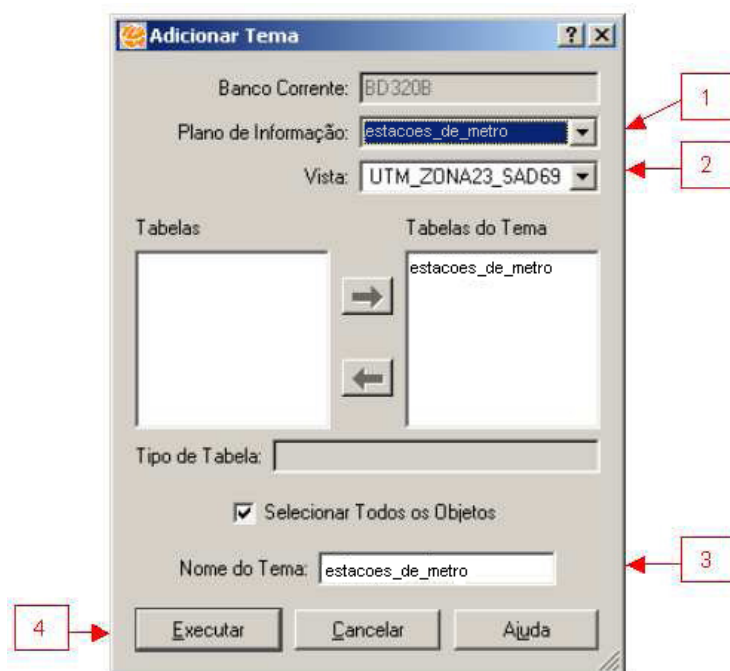 Adicionar Tema
Banco Corrente: BD320B
1
Plano de Informação: estacoes_de_metro
Vista: UTM_ZONA23_SAD69
2
Tabelas
Tabelas do Tema
estacoes_de_metro
Tipo de Tabela:
Selecionar Todos os Objetos
Nome do Tema: estacoes_de_metro
3
4
Executar
Cancelar
Ajuda